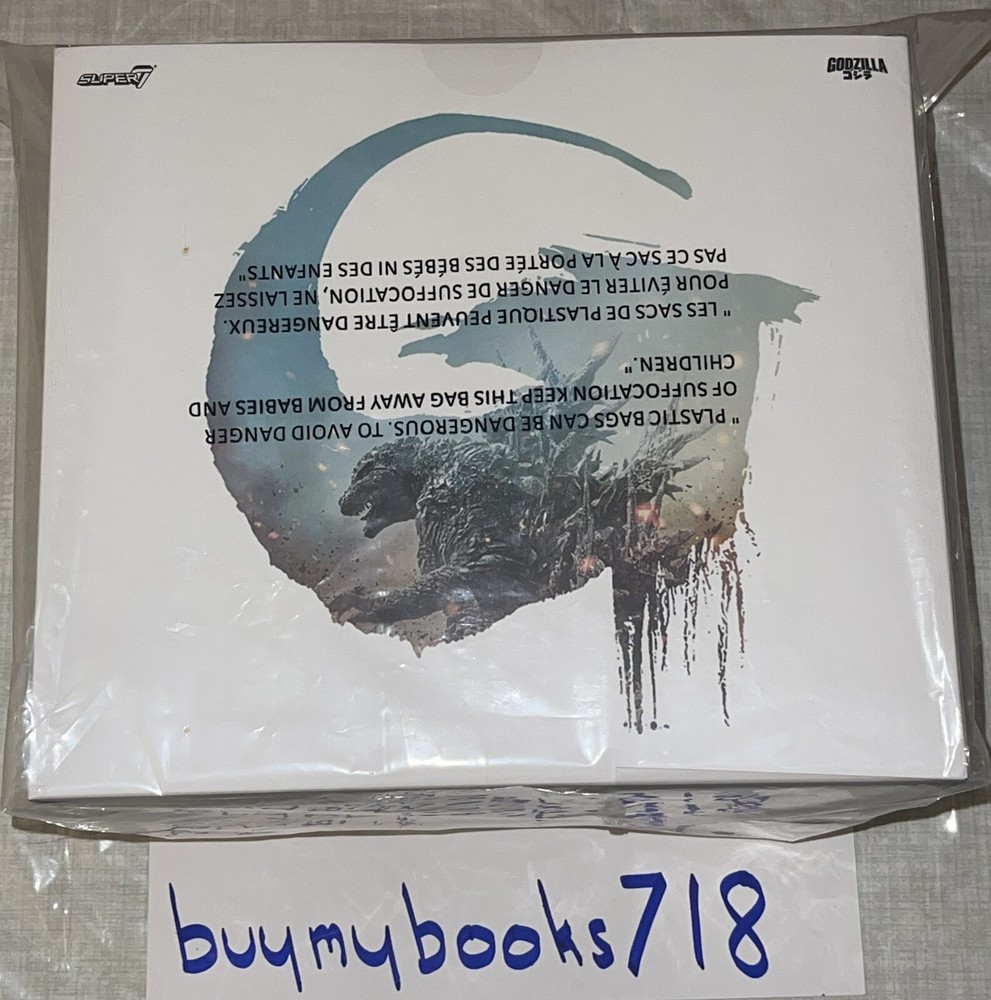 SUPER7
GODZILLA
ゴジラ
"PLASTIC BAGS CAN BE DANGEROUS. TO AVOID DANGER
OF SUFFOCATION KEEP THIS BAG AWAY FROM BABIES AND
CHILDREN."
"LES SACS DE PLASTIQUE PEUVENT ÊTRE DANGEREUX.
POUR ÉVITER LE DANGER DE SUFFOCATION, NE LAISSEZ
PAS CE SAC À LA PORTÉE DES BÉBÉS NI DES ENFANTS"
buymybooks718